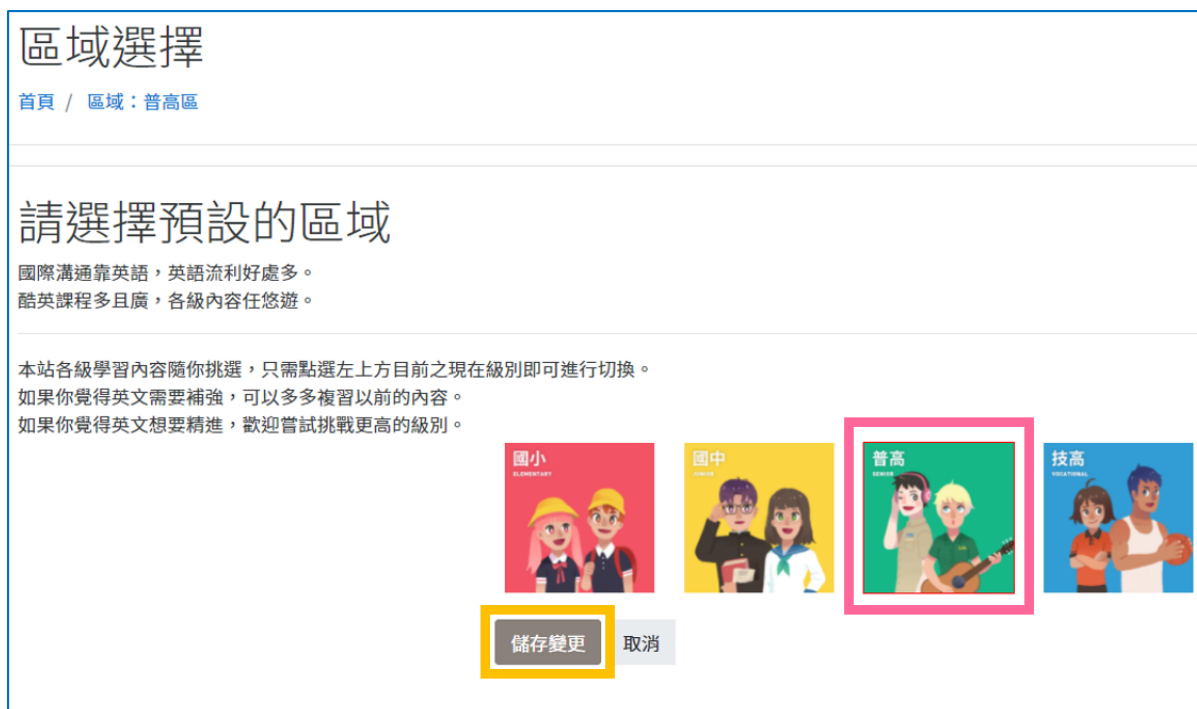 區域選擇
首頁 / 區域：普高區
請選擇預設的區域
國際溝通靠英語，英語流利好處多。
酷英課程多且廣，各級內容任悠遊。
本站各級學習內容隨你挑選，只需點選左上方目前之現在級別即可進行切換。
如果你覺得英文需要補強，可以多多複習以前的內容。
如果你覺得英文想要精進，歡迎嘗試挑戰更高的級別。
國小 國中 普高 技高
ELEMENTARY JUNIOR SENIOR VOCATIONAL
儲存變更 取消